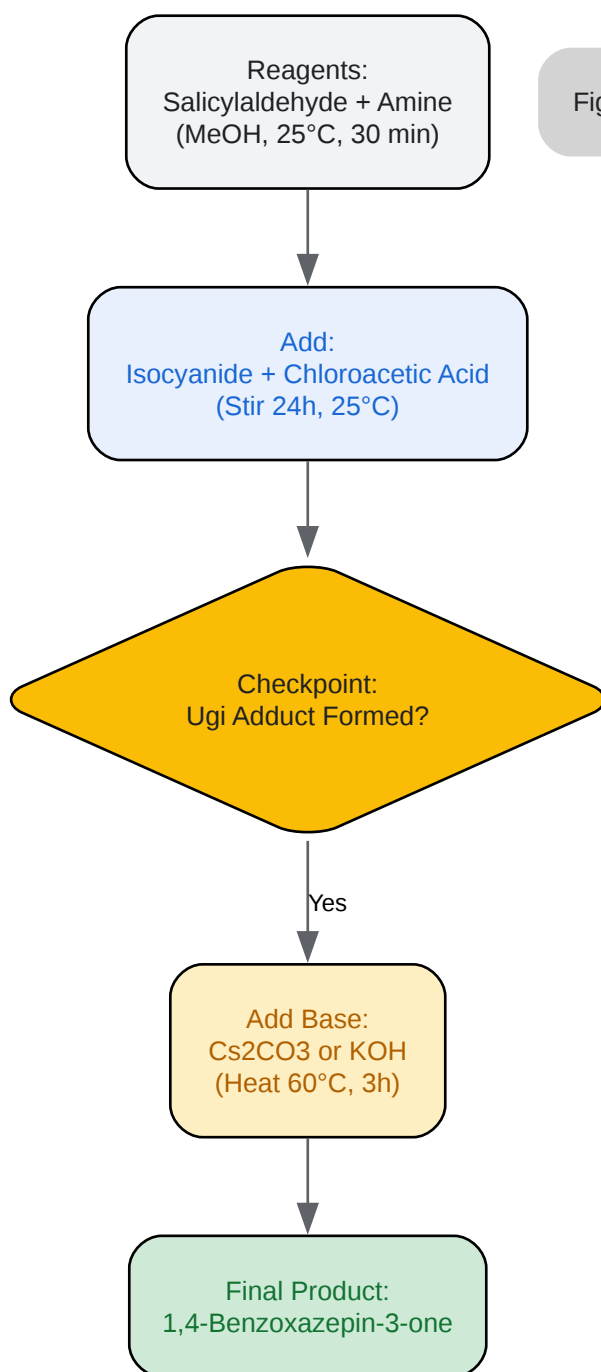 Reagents:
Salicylaldehyde + Amine
(MeOH, 25°C, 30 min)
Add:
Isocyanide + Chloroacetic Acid
(Stir 24h, 25°C)
Checkpoint:
Ugi Adduct Formed?
Yes
Add Base:
Cs2CO3 or KOH
(Heat 60°C, 3h)
Final Product:
1,4-Benzoxazepin-3-one